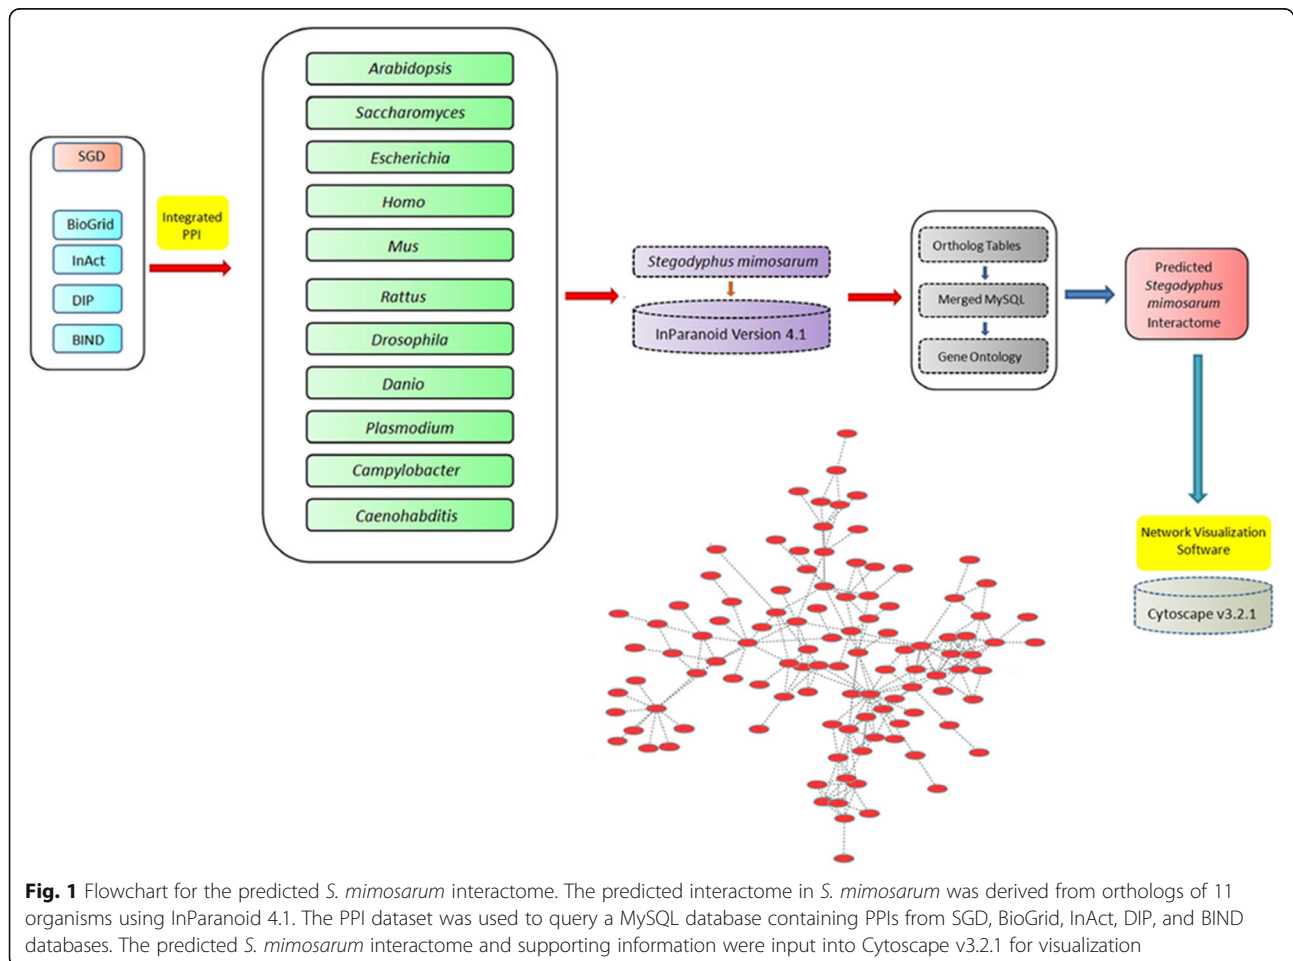 SGD
BioGrid
InAct
DIP
BIND
Integrated
PPI
Arabidopsis
Saccharomyces
Escherichia
Homo
Mus
Rattus
Drosophila
Danio
Plasmodium
Campylobacter
Caenohabditis
Stegodyphus mimosarum
InParanoid Version 4.1
Ortholog Tables
Merged MySQL
Gene Ontology
Predicted
Stegodyphus
mimosarum
Interactome
Network Visualization
Software
Cytoscape v3.2.1
Fig. 1 Flowchart for the predicted S. mimosarum interactome. The predicted interactome in S. mimosarum was derived from orthologs of 11
organisms using InParanoid 4.1. The PPI dataset was used to query a MySQL database containing PPIs from SGD, BioGrid, InAct, DIP, and BIND
databases. The predicted S. mimosarum interactome and supporting information were input into Cytoscape v3.2.1 for visualization